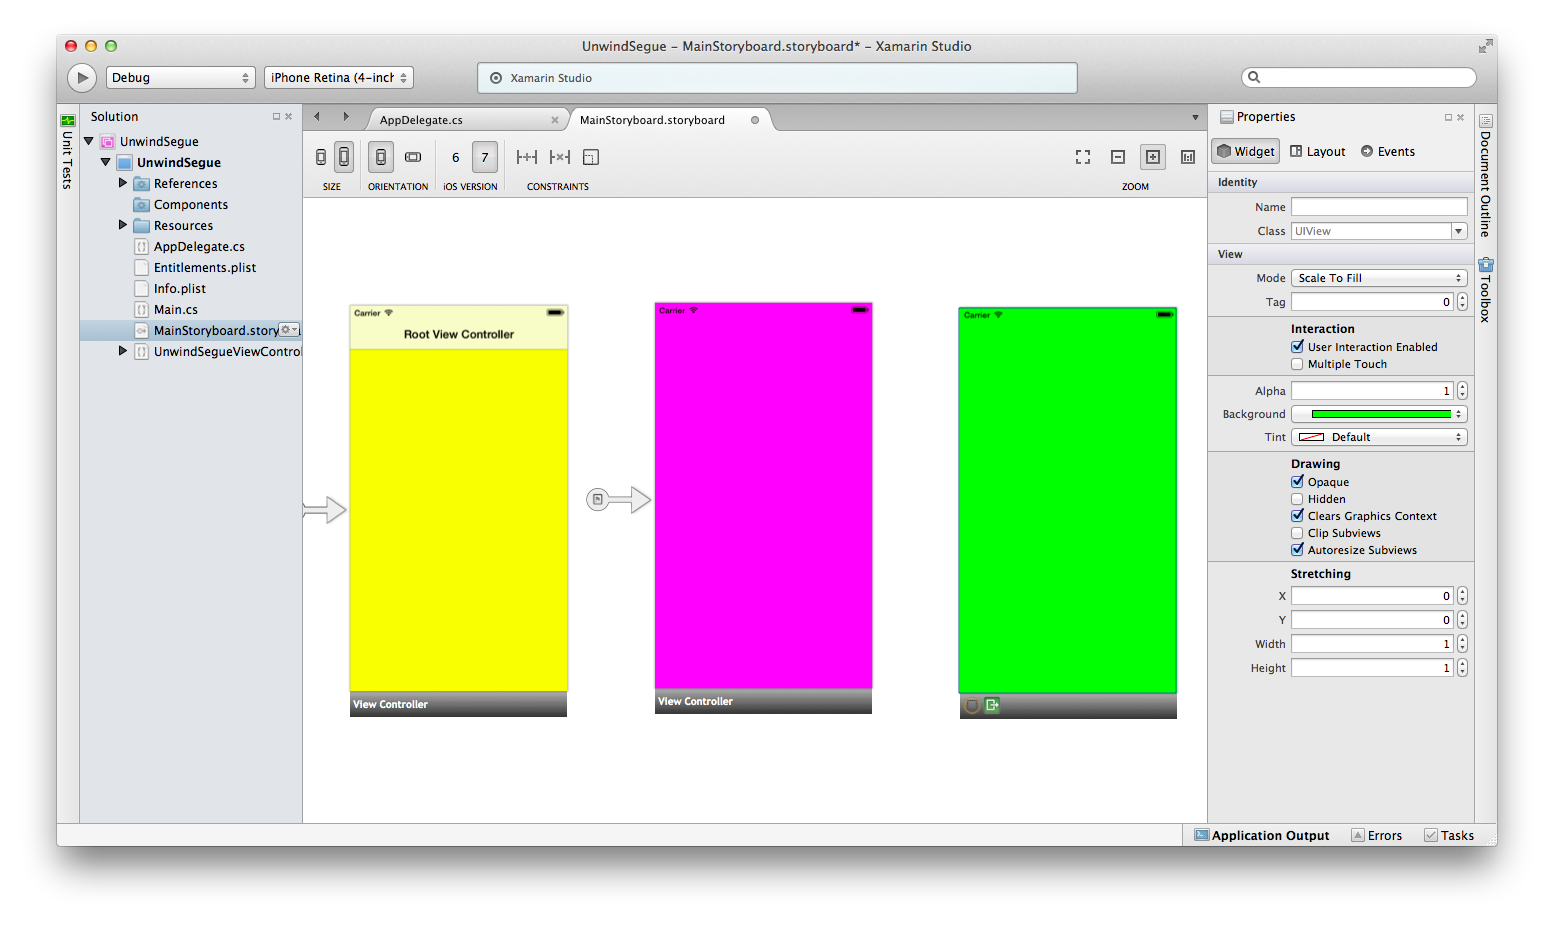 UnwindSegue – MainStoryboard.storyboard* – Xamarin Studio
Debug
iPhone Retina (4-inch
Xamarin Studio
Unit Tests
Solution
UnwindSegue
UnwindSegue
References
Components
Resources
AppDelegate.cs
Entitlements.plist
Info.plist
Main.cs
MainStoryboard.story
UnwindSegueViewContro
AppDelegate.cs
MainStoryboard.storyboard
6
7
SIZE
ORIENTATION
iOS VERSION
CONSTRAINTS
ZOOM
Carrier
Root View Controller
View Controller
Carrier
View Controller
Carrier
Properties
Widget
Layout
Events
Identity
Name
Class UIView
View
Mode Scale To Fill
Tag 0
Interaction
User Interaction Enabled
Multiple Touch
Alpha 1
Background
Tint Default
Drawing
Opaque
Hidden
Clears Graphics Context
Clip Subviews
Autoresize Subviews
Stretching
X 0
Y 0
Width 1
Height 1
Document Outline
Toolbox
Application Output
Errors
Tasks